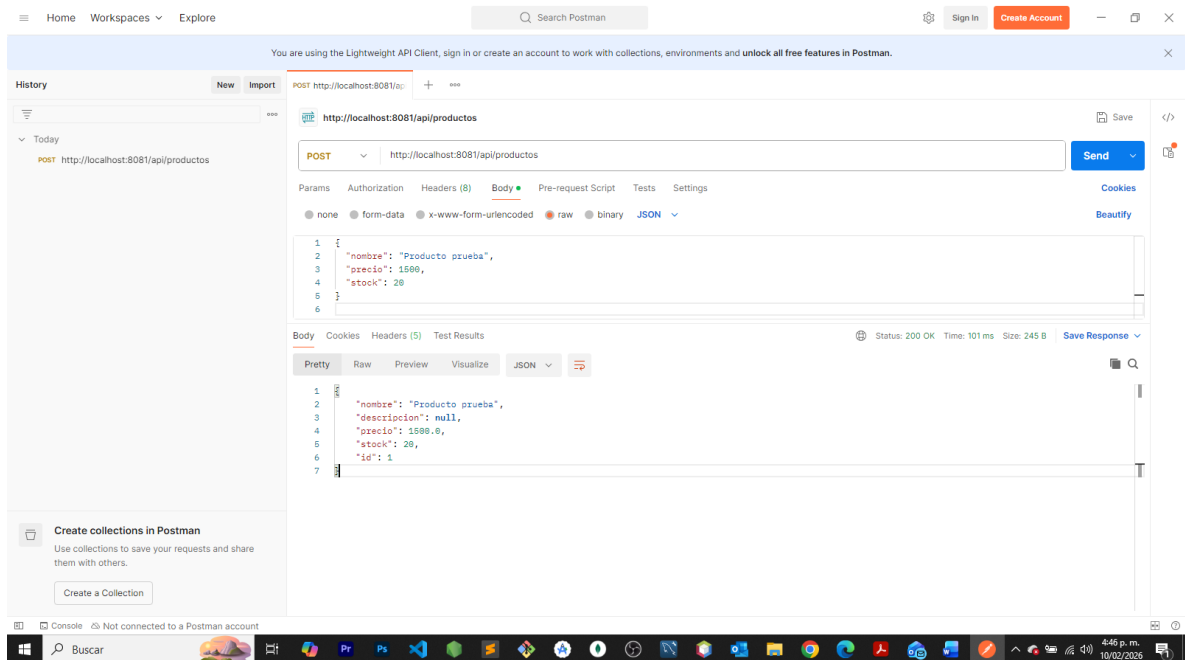 Home Workspaces Explore Search Postman Sign In Create Account
You are using the Lightweight API Client, sign in or create an account to work with collections, environments and unlock all free features in Postman.
History New Import POST http://localhost:8081/ap
HTTP http://localhost:8081/api/productos Save
Today
POST http://localhost:8081/api/productos
POST http://localhost:8081/api/productos Send
Params Authorization Headers (8) Body Pre-request Script Tests Settings Cookies
none form-data x-www-form-urlencoded raw binary JSON Beautify
1 {
2 "nombre": "Producto prueba",
3 "precio": 1500,
4 "stock": 20
5 }
6
Body Cookies Headers (5) Test Results Status: 200 OK Time: 101 ms Size: 245 B Save Response
Pretty Raw Preview Visualize JSON
1 {
2 "nombre": "Producto prueba",
3 "descripcion": null,
4 "precio": 1500.0,
5 "stock": 20,
6 "id": 1
7 }
Create collections in Postman
Use collections to save your requests and share
them with others.
Create a Collection
Console Not connected to a Postman account
Buscar Pr Ps 4:46 p. m.
10/02/2026